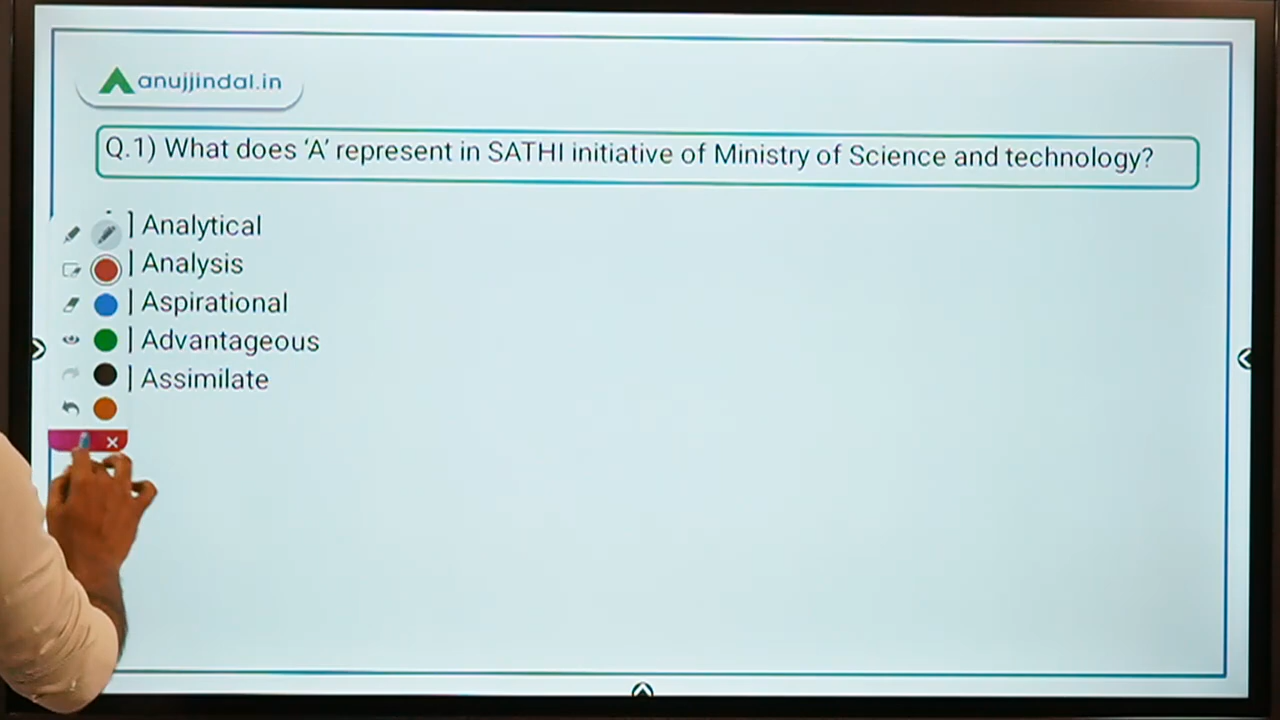 anujjindal.in
Q.1) What does ‘A’ represent in SATHI initiative of Ministry of Science and technology?
] Analytical
] Analysis
] Aspirational
] Advantageous
] Assimilate